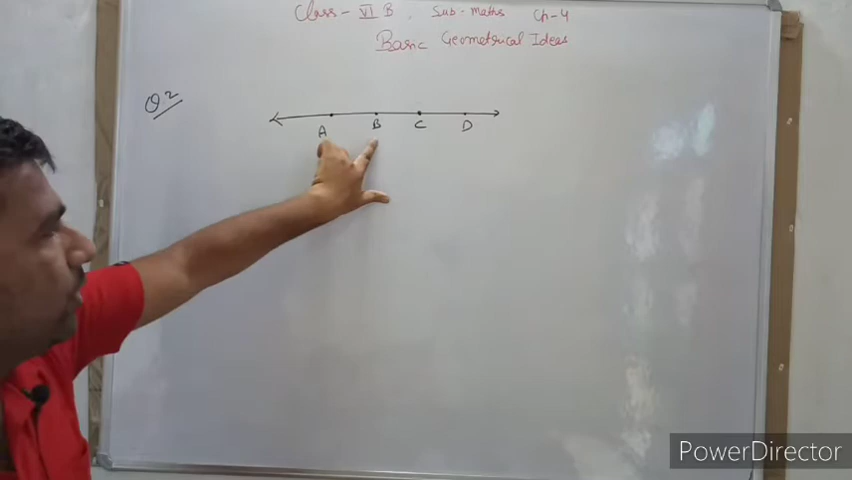 Class- VI B, Sub-Maths Ch-4
Basic Geometrical Ideas
Q2
A B C D
PowerDirector